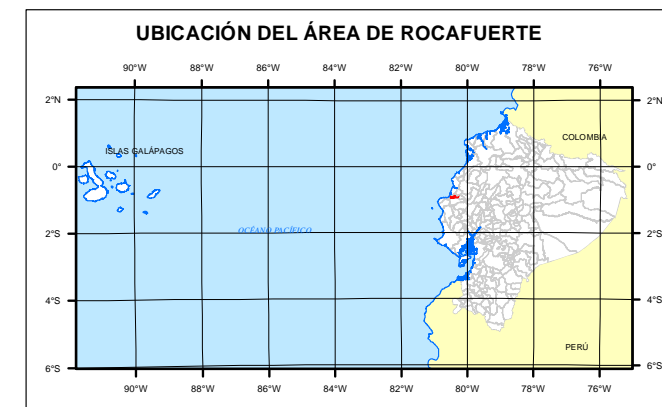 UBICACIÓN DEL ÁREA DE ROCAFUERTE
90°W 88°W 86°W 84°W 82°W 80°W 78°W 76°W
2°N 2°N
COLOMBIA
ISLAS GALÁPAGOS
0° 0°
OCÉANO PACÍFICO
2°S 2°S
4°S 4°S
PERÚ
6°S 6°S
90°W 88°W 86°W 84°W 82°W 80°W 78°W 76°W